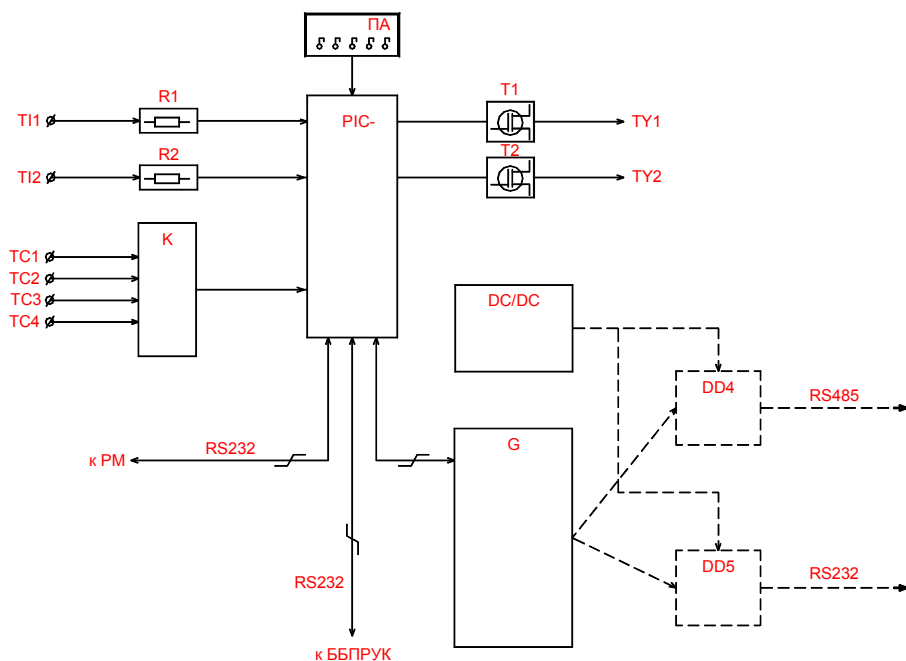 ПА
R1
T1
TI1
PIC-
TY1
R2
T2
TI2
TY2
K
TC1
TC2
TC3
TC4
DC/DC
DD4
RS485
RS232
G
к РМ
DD5
RS232
RS232
к ББПРУК